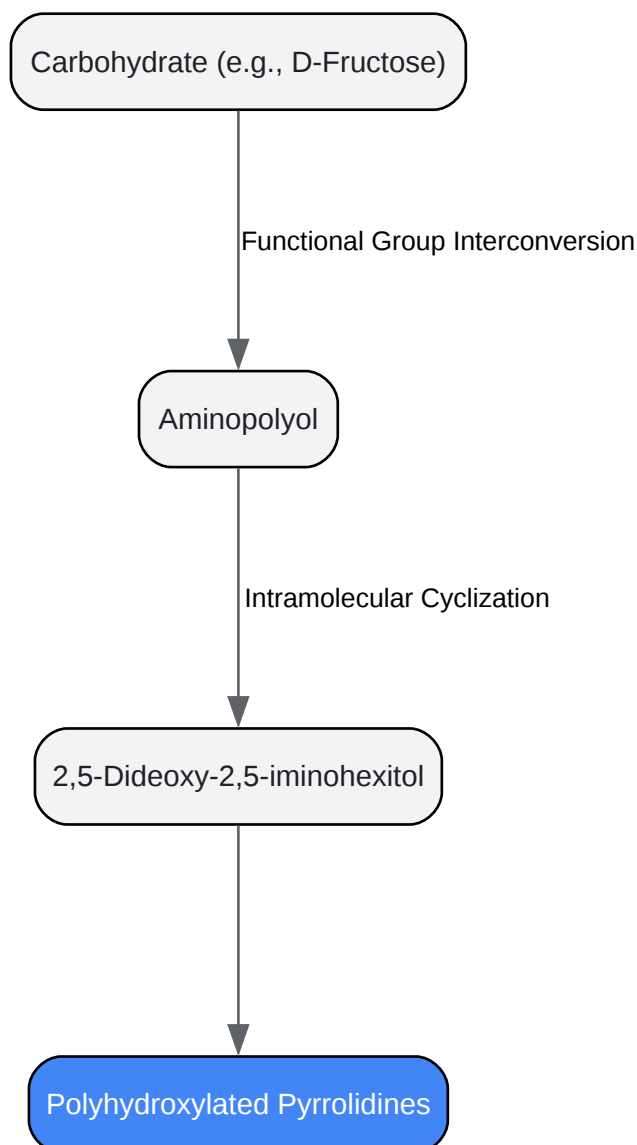 Carbohydrate (e.g., D-Fructose)
Functional Group Interconversion
Aminopolyol
Intramolecular Cyclization
2,5-Dideoxy-2,5-iminohexitol
Polyhydroxylated Pyrrolidines